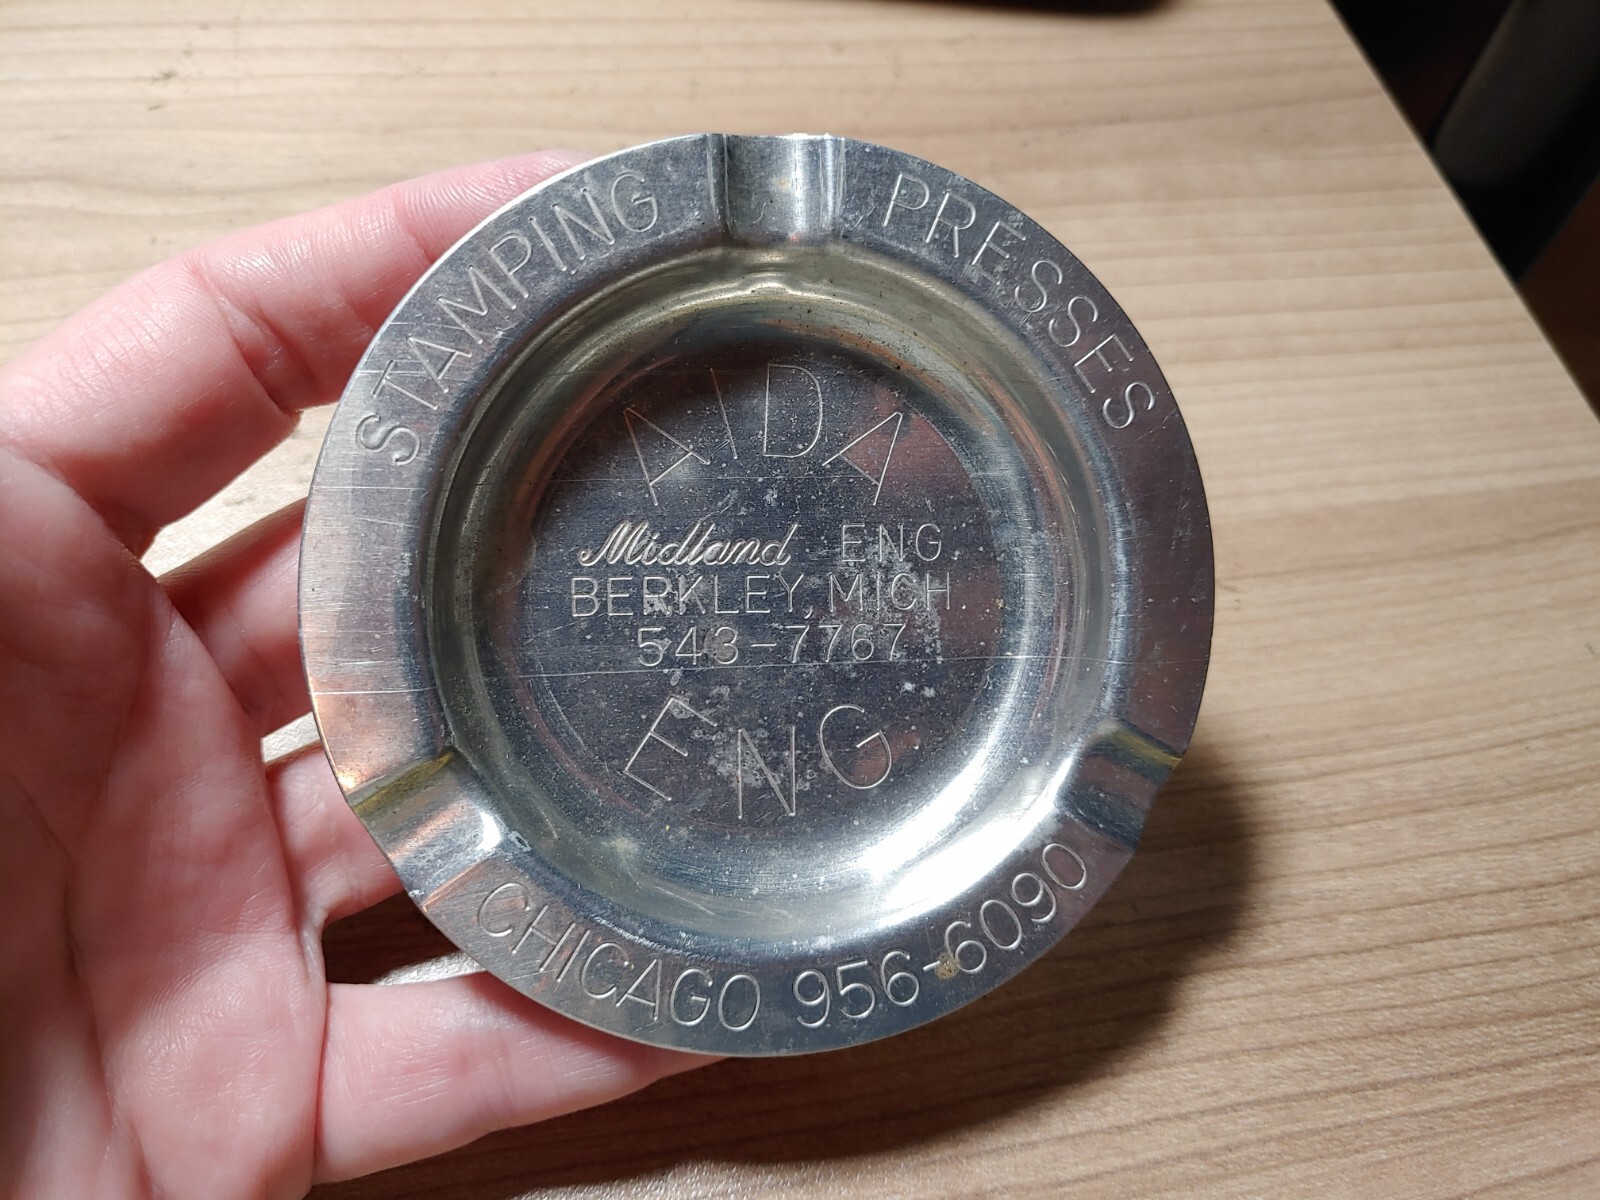 STAMPING PRESSES
AIDA
Midland ENG
BERKLEY, MICH
543-7767
ENG
CHICAGO 956-6090